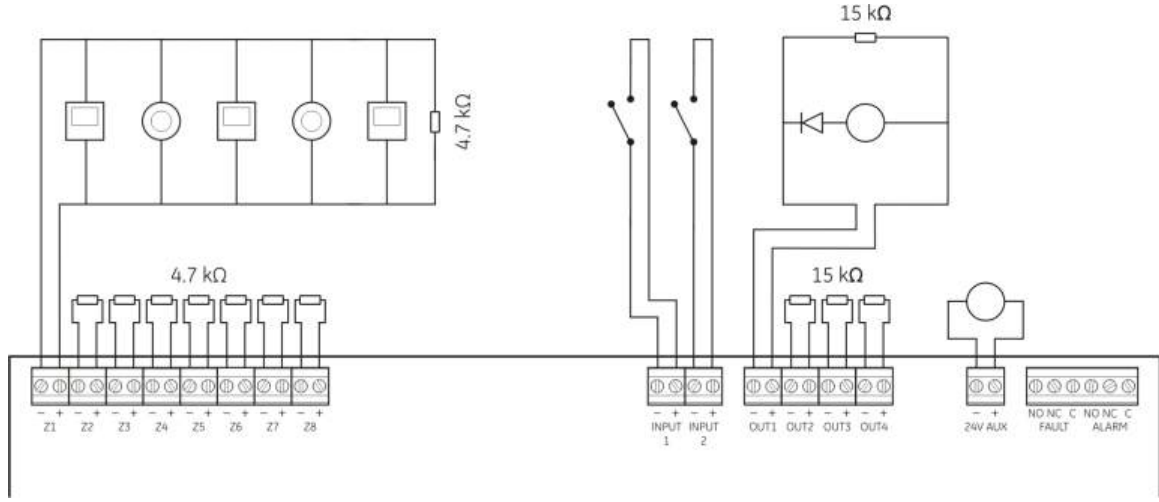 15 kΩ
4.7 kΩ
4.7 kΩ
15 kΩ
− + − + − + − + − + − + − + − +
Z1 Z2 Z3 Z4 Z5 Z6 Z7 Z8
− + − +
INPUT 1 INPUT 2
− + − + − + − +
OUT1 OUT2 OUT3 OUT4
− +
24V AUX
NO NC C NO NC C
FAULT ALARM